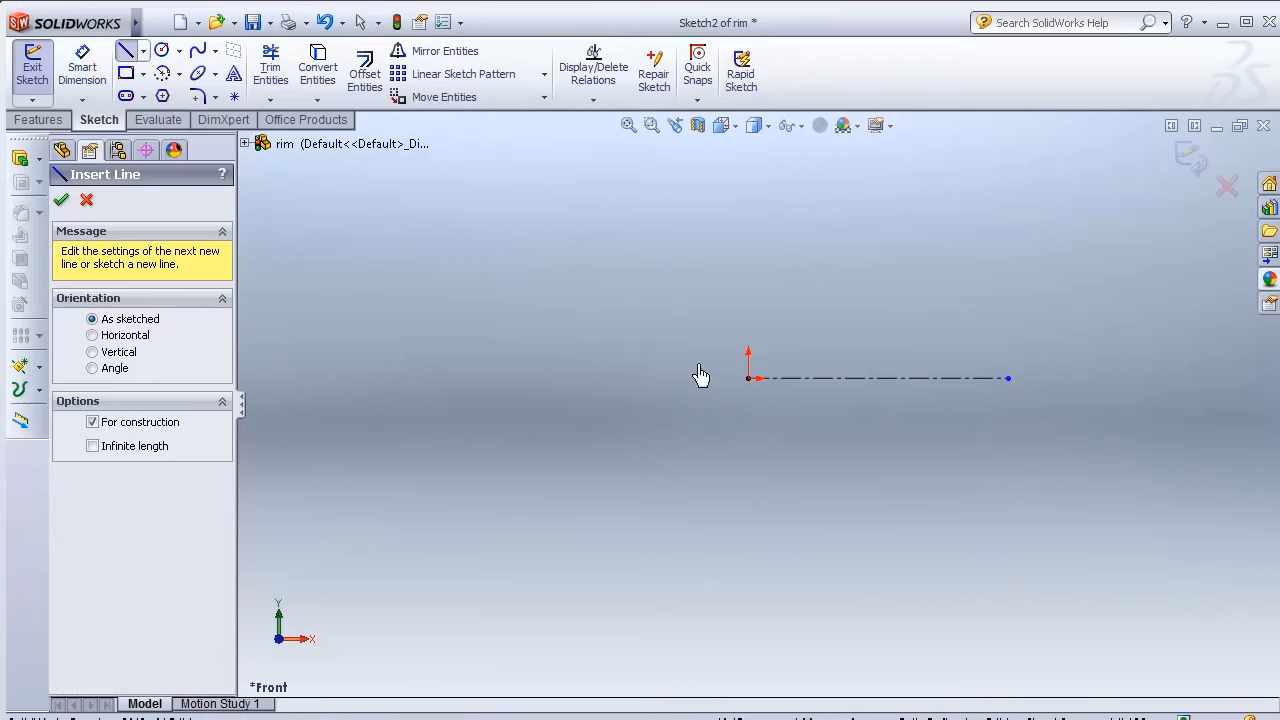 SOLIDWORKS
Sketch2 of rim *
Search SolidWorks Help
Exit Sketch
Smart Dimension
Trim Entities
Convert Entities
Offset Entities
Mirror Entities
Linear Sketch Pattern
Move Entities
Display/Delete Relations
Repair Sketch
Quick Snaps
Rapid Sketch
Features
Sketch
Evaluate
DimXpert
Office Products
rim (Default<<Default>_Di...
Insert Line
?
Message
Edit the settings of the next new
line or sketch a new line.
Orientation
As sketched
Horizontal
Vertical
Angle
Options
For construction
Infinite length
Y
X
*Front
Model
Motion Study 1